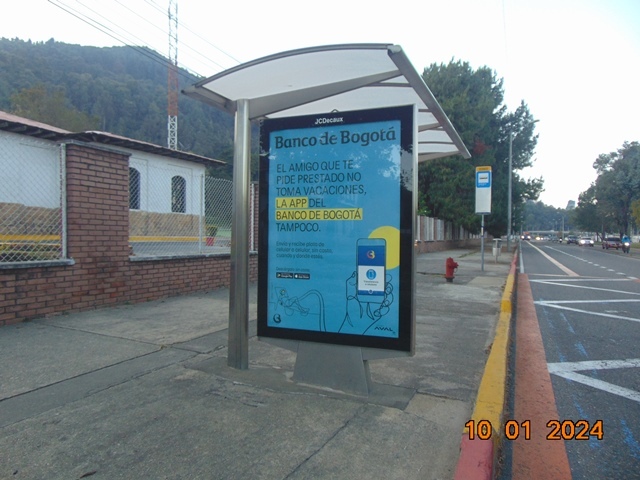 JCDecaux
Banco de Bogotá
EL AMIGO QUE TE
PIDE PRESTADO NO
TOMA VACACIONES,
LA APP DEL
BANCO DE BOGOTÁ
TAMPOCO.
10 01 2024